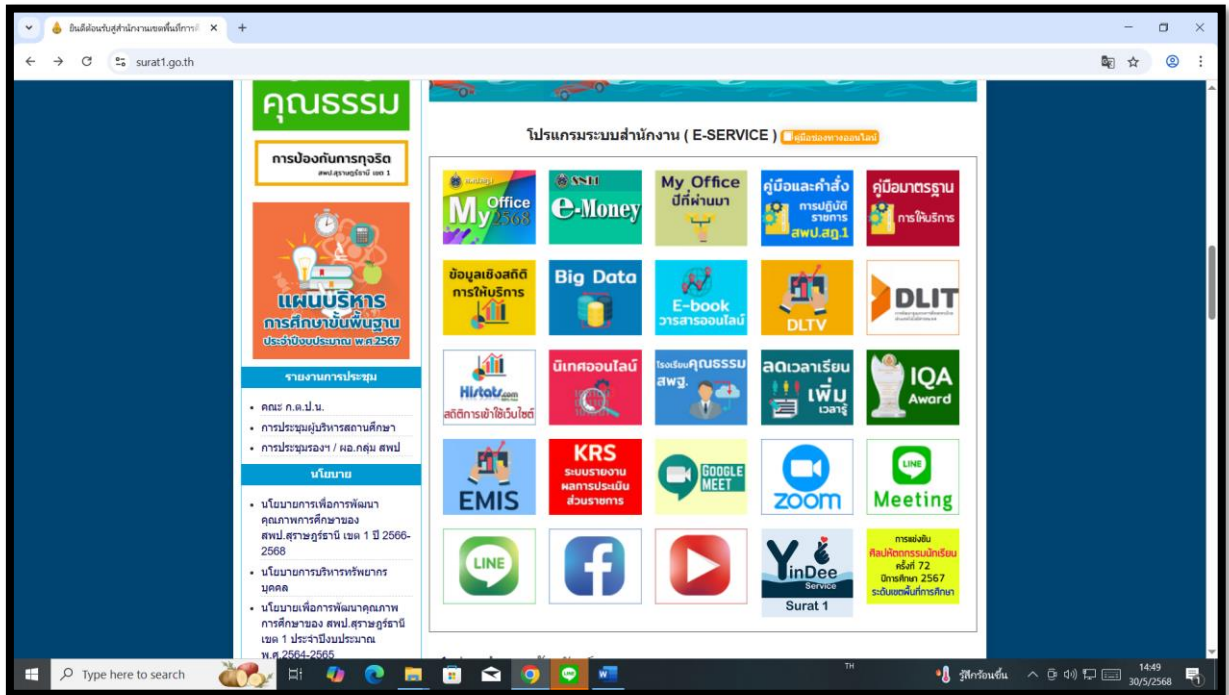 ยินดีต้อนรับสู่สำนักงานเขตพื้นที่การศึ
surat1.go.th
คุณธรรม
การป้องกันการทุจริต
สพป.สุราษฎร์ธานี เขต 1
แผนบริหาร
การศึกษาขั้นพื้นฐาน
ประจำปีงบประมาณ พ.ศ.2567
รายงานการประชุม
คณะ ก.ต.ป.น.
การประชุมผู้บริหารสถานศึกษา
การประชุมรองฯ / ผอ.กลุ่ม สพป
นโยบาย
นโยบายการเพื่อการพัฒนา
คุณภาพการศึกษาของ
สพป.สุราษฎร์ธานี เขต 1 ปี 2566-
2568
นโยบายการบริหารทรัพยากร
บุคคล
นโยบายเพื่อการพัฒนาคุณภาพ
การศึกษาของ สพป.สุราษฎร์ธานี
เขต 1 ประจำปีงบประมาณ
พ.ศ.2564-2565
โปรแกรมระบบสำนักงาน ( E-SERVICE ) คู่มือช่องทางออนไลน์
My Office
2568
e-Money
My Office
ปีที่ผ่านมา
คู่มือและคำสั่ง
การปฏิบัติ
ราชการ
สพป.สฎ.1
คู่มือมาตรฐาน
การให้บริการ
ข้อมูลเชิงสถิติ
การให้บริการ
Big Data
E-book
วารสารออนไลน์
DLTV
DLIT
Histats.com
สถิติการเข้าใช้เว็บไซต์
นิเทศออนไลน์
โรงเรียนคุณธรรม
สพฐ.
ลดเวลาเรียน
เพิ่ม
เวลารู้
IQA
Award
EMIS
KRS
ระบบรายงาน
ผลการประเมิน
ส่วนราชการ
GOOGLE
MEET
zoom
LINE
Meeting
LINE
YinDee
Service
Surat 1
การแข่งขัน
ศิลปหัตถกรรมนักเรียน
ครั้งที่ 72
ปีการศึกษา 2567
ระดับเขตพื้นที่การศึกษา
Type here to search
TH
รู้สึกร้อนขึ้น
14:49
30/5/2568